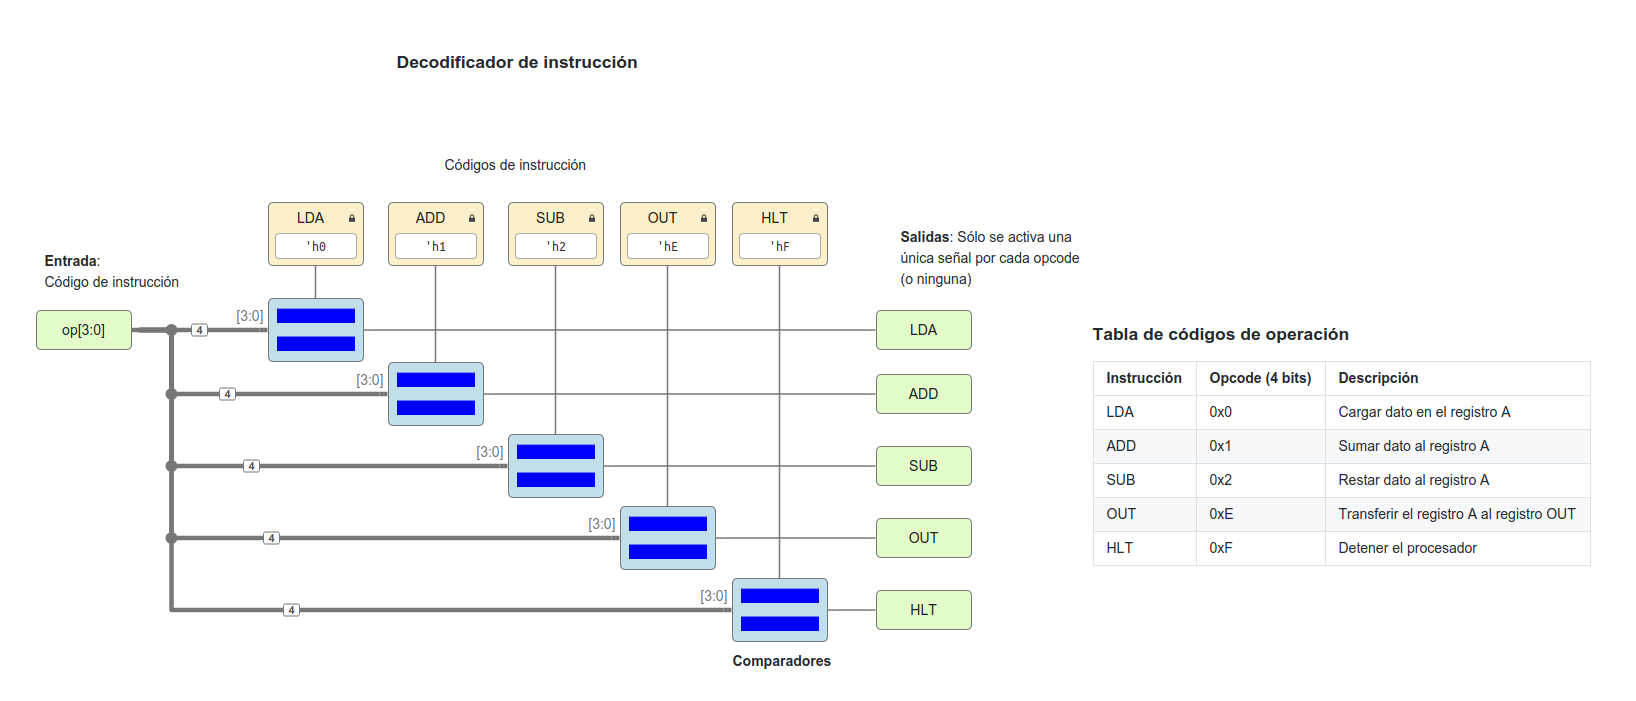 Decodificador de instrucción
Códigos de instrucción
LDA ADD SUB OUT HLT
'h0 'h1 'h2 'hE 'hF
Entrada:
Código de instrucción
Salidas: Sólo se activa una
única señal por cada opcode
(o ninguna)
op[3:0] 4 [3:0] LDA
4 [3:0] ADD
4 [3:0] SUB
4 [3:0] OUT
4 [3:0] HLT
Comparadores
Tabla de códigos de operación
Instrucción Opcode (4 bits) Descripción
LDA 0x0 Cargar dato en el registro A
ADD 0x1 Sumar dato al registro A
SUB 0x2 Restar dato al registro A
OUT 0xE Transferir el registro A al registro OUT
HLT 0xF Detener el procesador